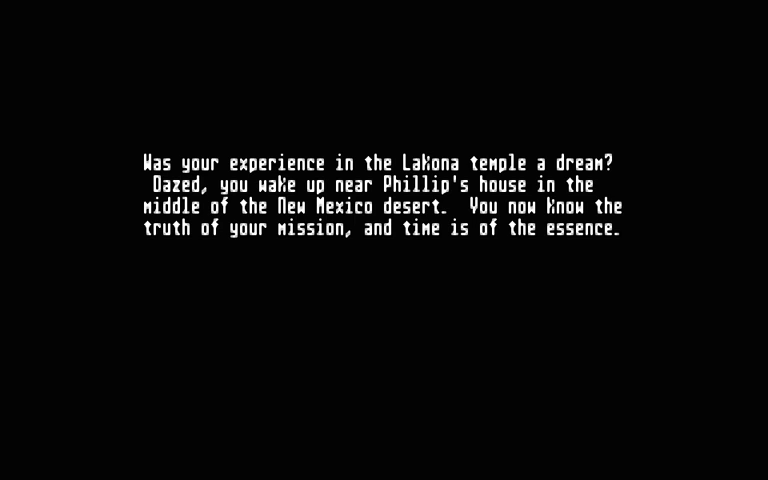 Was your experience in the Lakona temple a dream?
Dazed, you wake up near Phillip's house in the
middle of the New Mexico desert.  You now know the
truth of your mission, and time is of the essence.